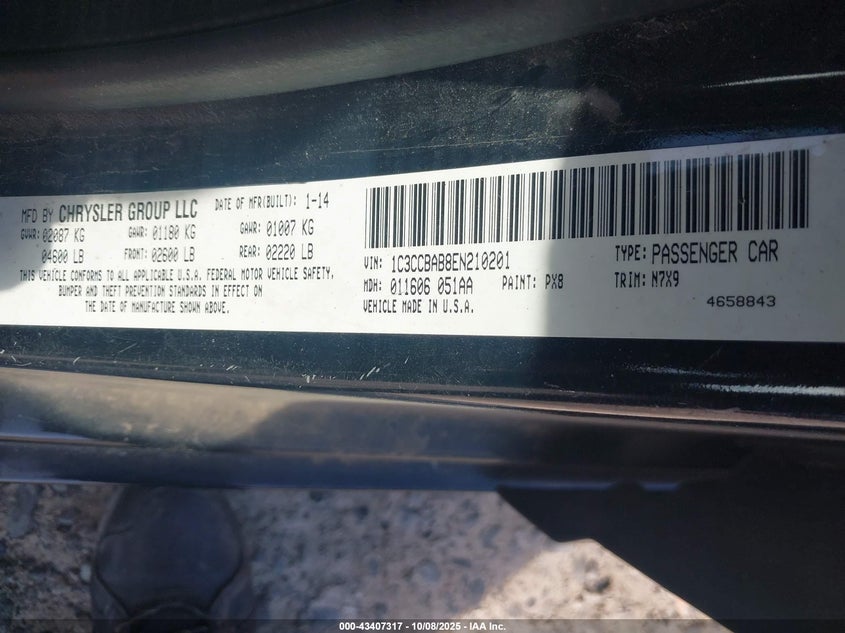 MFD BY CHRYSLER GROUP LLC DATE OF MFR(BUILT): 1-14
GVWR: 02087 KG GAWR: 01180 KG GAWR: 01007 KG
04600 LB FRONT: 02600 LB REAR: 02220 LB
THIS VEHICLE CONFORMS TO ALL APPLICABLE U.S.A. FEDERAL MOTOR VEHICLE SAFETY,
BUMPER AND THEFT PREVENTION STANDARDS IN EFFECT ON
THE DATE OF MANUFACTURE SHOWN ABOVE.
VIN: 1C3CCBAB8EN210201 TYPE: PASSENGER CAR
MDH: 011606 051AA PAINT: PX8 TRIM: N7X9
VEHICLE MADE IN U.S.A. 4658843
000-43407317 - 10/08/2025 - IAA Inc.